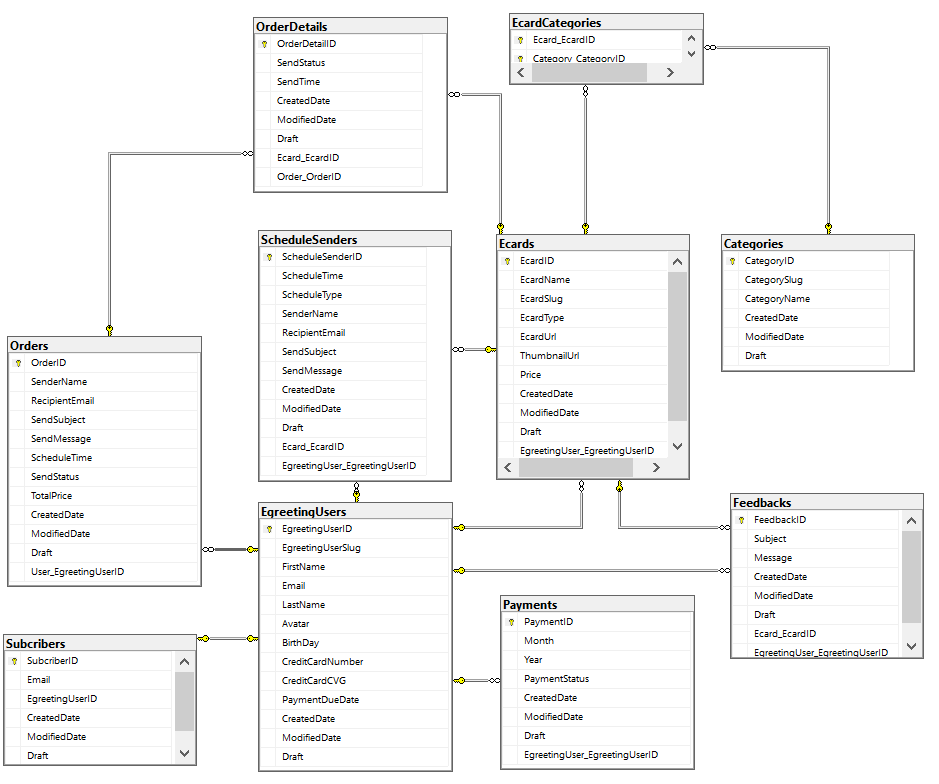 OrderDetails
OrderDetailID
SendStatus
SendTime
CreatedDate
ModifiedDate
Draft
Ecard_EcardID
Order_OrderID
EcardCategories
Ecard_EcardID
Category_CategoryID
ScheduleSenders
ScheduleSenderID
ScheduleTime
ScheduleType
SenderName
RecipientEmail
SendSubject
SendMessage
CreatedDate
ModifiedDate
Draft
Ecard_EcardID
EgreetingUser_EgreetingUserID
Ecards
EcardID
EcardName
EcardSlug
EcardType
EcardUrl
ThumbnailUrl
Price
CreatedDate
ModifiedDate
Draft
EgreetingUser_EgreetingUserID
Categories
CategoryID
CategorySlug
CategoryName
CreatedDate
ModifiedDate
Draft
Orders
OrderID
SenderName
RecipientEmail
SendSubject
SendMessage
ScheduleTime
SendStatus
TotalPrice
CreatedDate
ModifiedDate
Draft
User_EgreetingUserID
EgreetingUsers
EgreetingUserID
EgreetingUserSlug
FirstName
Email
LastName
Avatar
BirthDay
CreditCardNumber
CreditCardCVG
PaymentDueDate
CreatedDate
ModifiedDate
Draft
Feedbacks
FeedbackID
Subject
Message
CreatedDate
ModifiedDate
Draft
Ecard_EcardID
EgreetingUser_EgreetingUserID
Subcribers
SubcriberID
Email
EgreetingUserID
CreatedDate
ModifiedDate
Draft
Payments
PaymentID
Month
Year
PaymentStatus
CreatedDate
ModifiedDate
Draft
EgreetingUser_EgreetingUserID